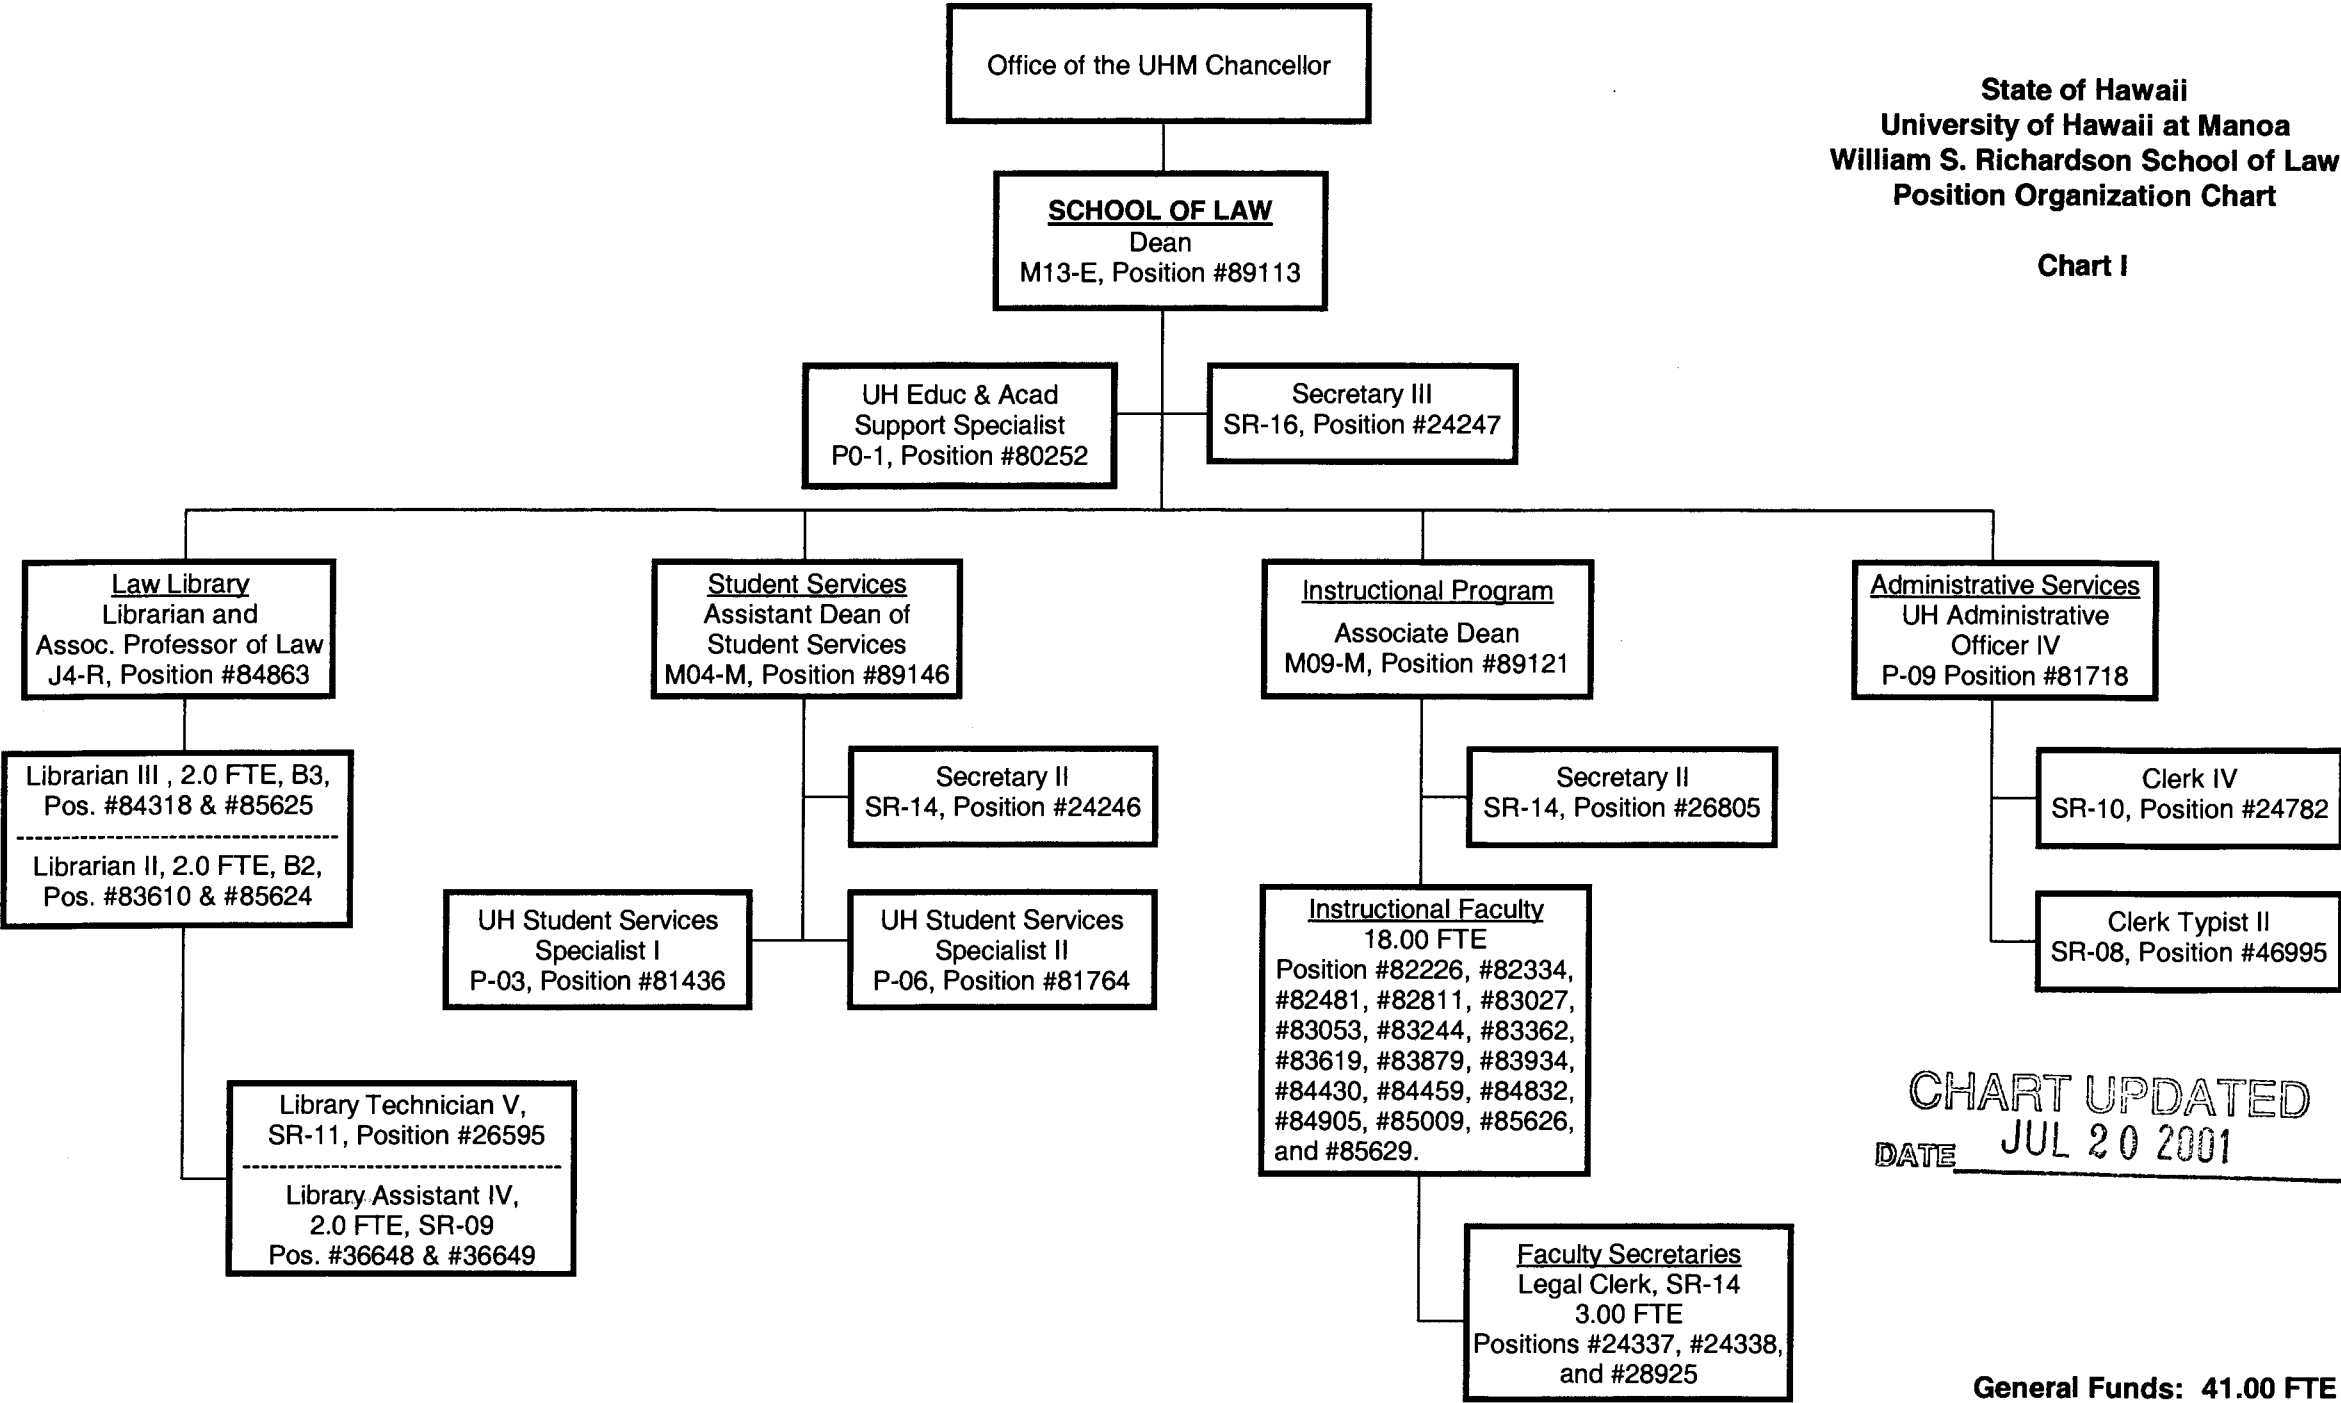 Office of the UHM Chancellor
State of Hawaii
University of Hawaii at Manoa
William S. Richardson School of Law
Position Organization Chart
Chart I
SCHOOL OF LAW
Dean
M13-E, Position #89113
UH Educ & Acad
Support Specialist
P0-1, Position #80252
Secretary III
SR-16, Position #24247
Law Library
Librarian and
Assoc. Professor of Law
J4-R, Position #84863
Student Services
Assistant Dean of
Student Services
M04-M, Position #89146
Instructional Program
Associate Dean
M09-M, Position #89121
Administrative Services
UH Administrative
Officer IV
P-09 Position #81718
Librarian III , 2.0 FTE, B3,
Pos. #84318 & #85625
Librarian II, 2.0 FTE, B2,
Pos. #83610 & #85624
Secretary II
SR-14, Position #24246
Secretary II
SR-14, Position #26805
Clerk IV
SR-10, Position #24782
UH Student Services
Specialist I
P-03, Position #81436
UH Student Services
Specialist II
P-06, Position #81764
Instructional Faculty
18.00 FTE
Position #82226, #82334,
#82481, #82811, #83027,
#83053, #83244, #83362,
#83619, #83879, #83934,
#84430, #84459, #84832,
#84905, #85009, #85626,
and #85629.
Clerk Typist II
SR-08, Position #46995
Library Technician V,
SR-11, Position #26595
Library Assistant IV,
2.0 FTE, SR-09
Pos. #36648 & #36649
CHART UPDATED
DATE JUL 20 2001
Faculty Secretaries
Legal Clerk, SR-14
3.00 FTE
Positions #24337, #24338,
and #28925
General Funds: 41.00 FTE